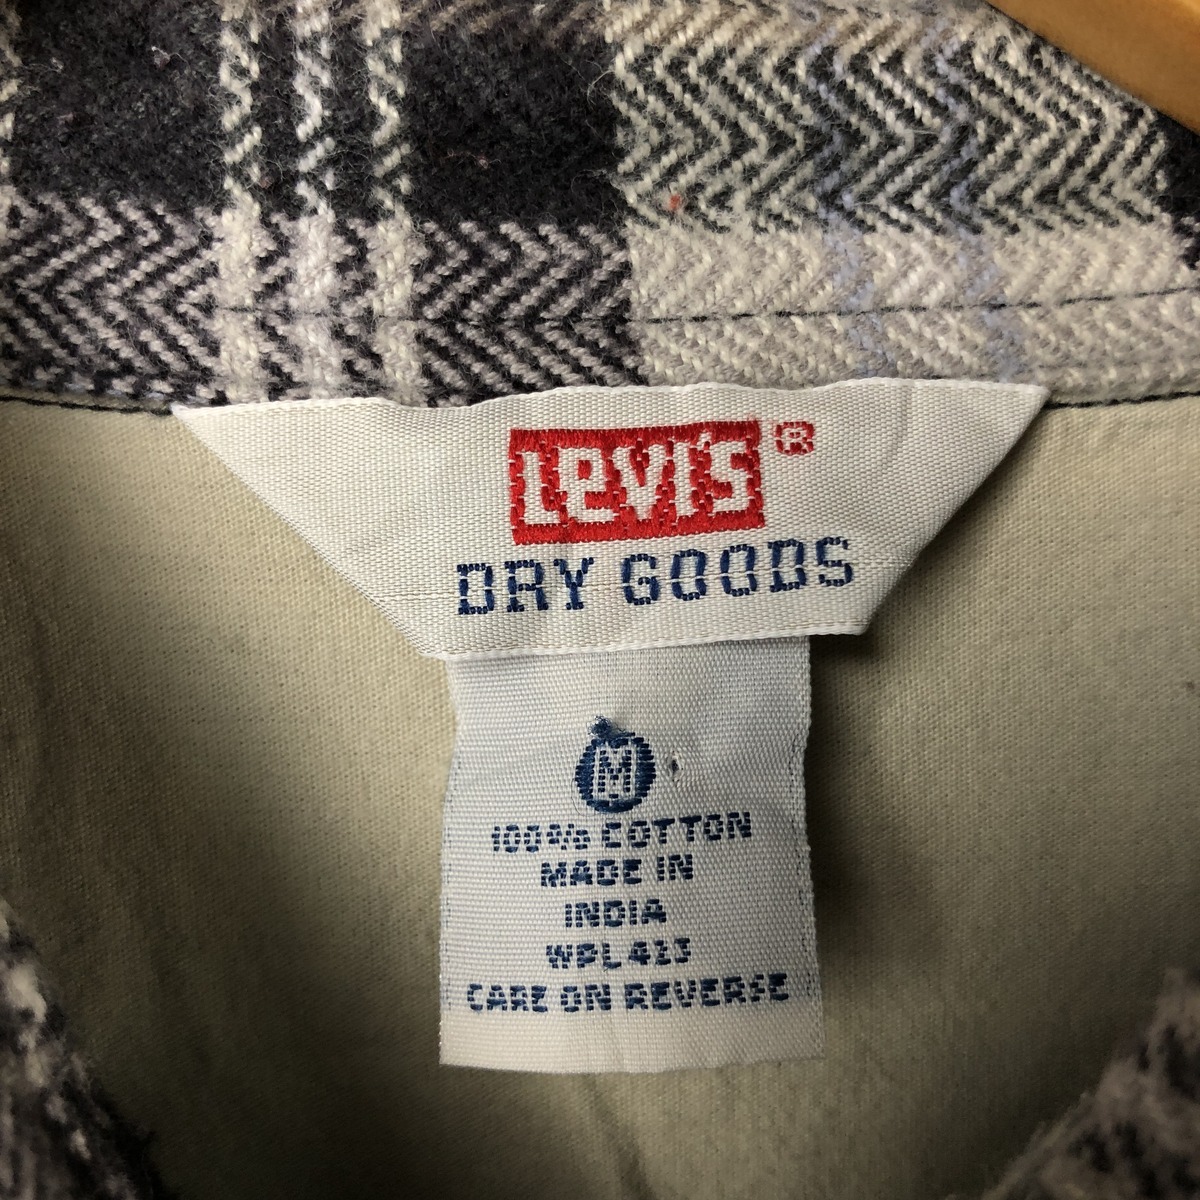 LEVI'S ®
DRY GOODS
M
100% COTTON
MADE IN
INDIA
WPL 423
CARE ON REVERSE